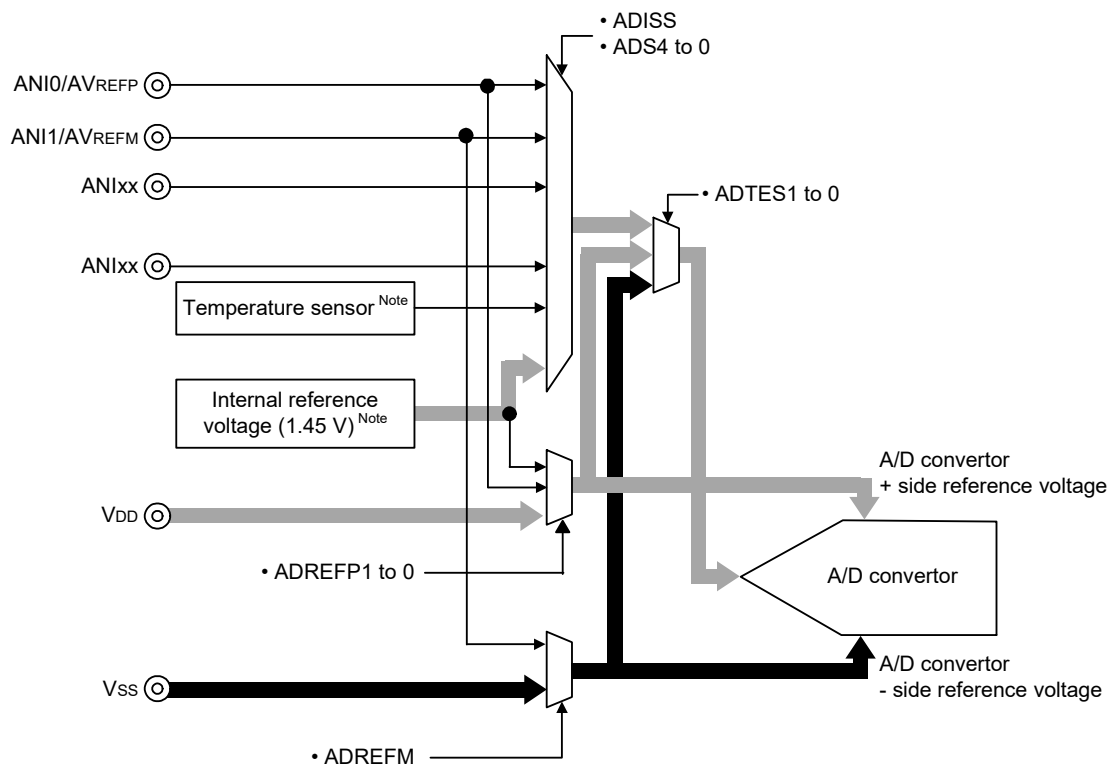 • ADISS
• ADS4 to 0
ANI0/AVREFP
ANI1/AVREFM
ANIxx
• ADTES1 to 0
ANIxx
Temperature sensor Note
Internal reference
voltage (1.45 V) Note
A/D convertor
+ side reference voltage
VDD
• ADREFP1 to 0
A/D convertor
A/D convertor
- side reference voltage
VSS
• ADREFM